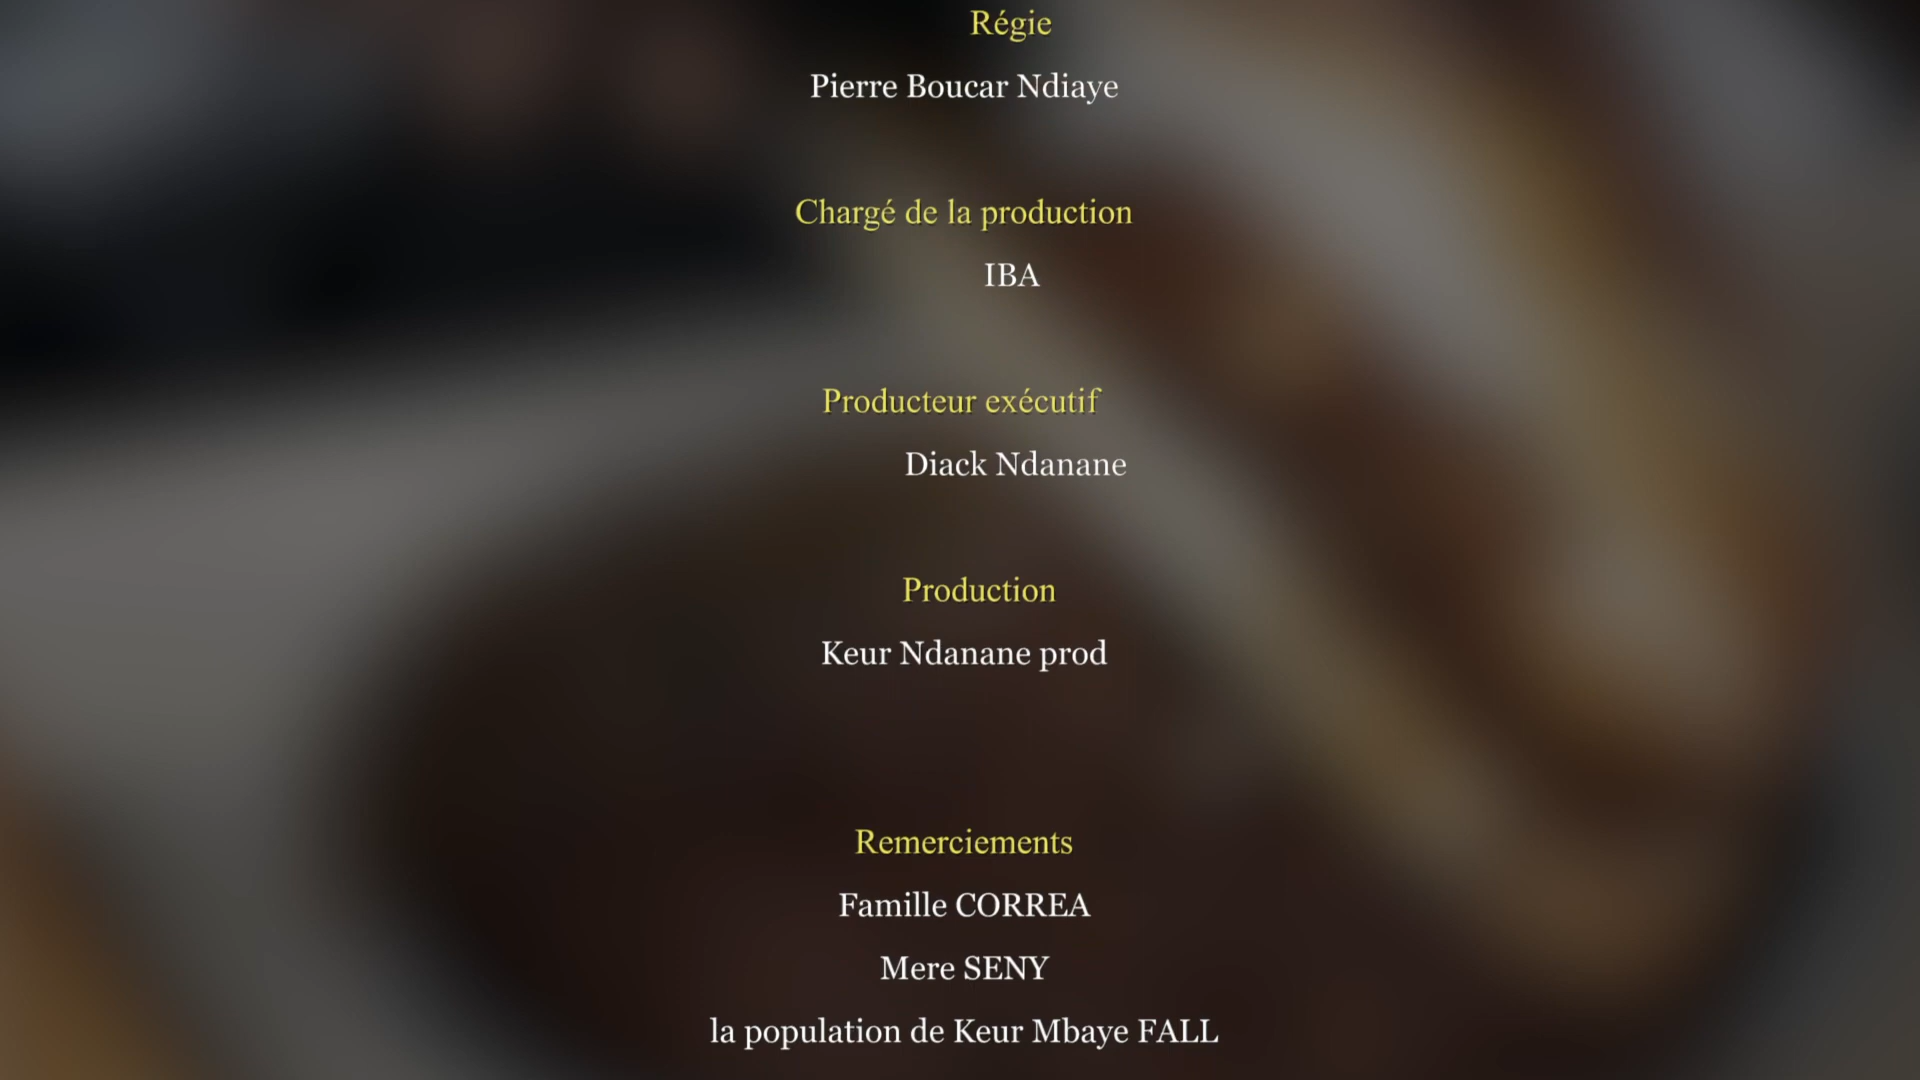 Régie
Pierre Boucar Ndiaye
Chargé de la production
IBA
Producteur exécutif
Diack Ndanane
Production
Keur Ndanane prod
Remerciements
Famille CORREA
Mere SENY
la population de Keur Mbaye FALL